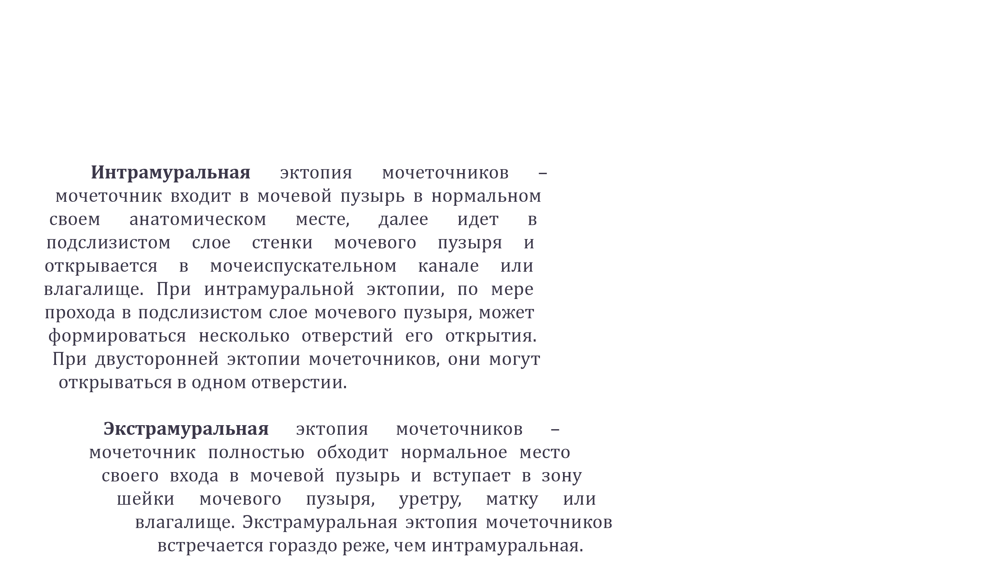 Интрамуральная эктопия мочеточников –
мочеточник входит в мочевой пузырь в нормальном
своем анатомическом месте, далее идет в
подслизистом слое стенки мочевого пузыря и
открывается в мочеиспускательном канале или
влагалище. При интрамуральной эктопии, по мере
прохода в подслизистом слое мочевого пузыря, может
формироваться несколько отверстий его открытия.
При двусторонней эктопии мочеточников, они могут
открываться в одном отверстии.
Экстрамуральная эктопия мочеточников –
мочеточник полностью обходит нормальное место
своего входа в мочевой пузырь и вступает в зону
шейки мочевого пузыря, уретру, матку или
влагалище. Экстрамуральная эктопия мочеточников
встречается гораздо реже, чем интрамуральная.